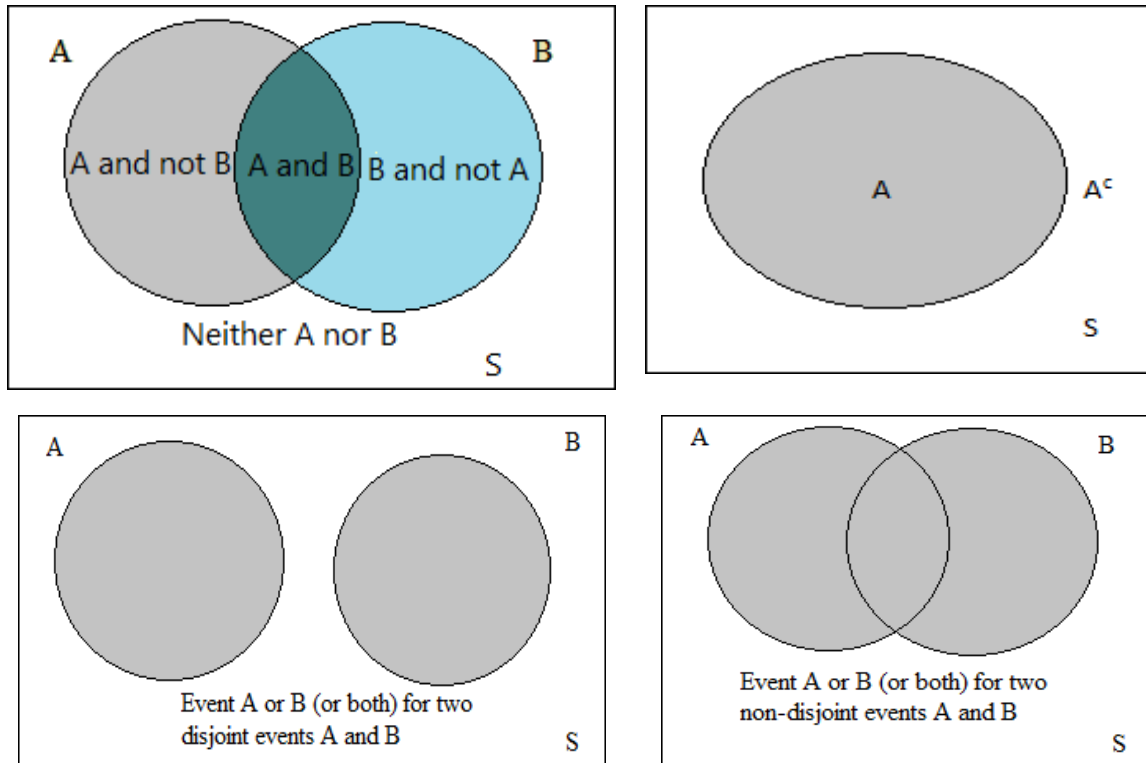 A
B
A and not B
A and B
B and not A
Neither A nor B
S
A
Aᶜ
S
A
B
Event A or B (or both) for two
disjoint events A and B
S
A
B
Event A or B (or both) for two
non-disjoint events A and B
S